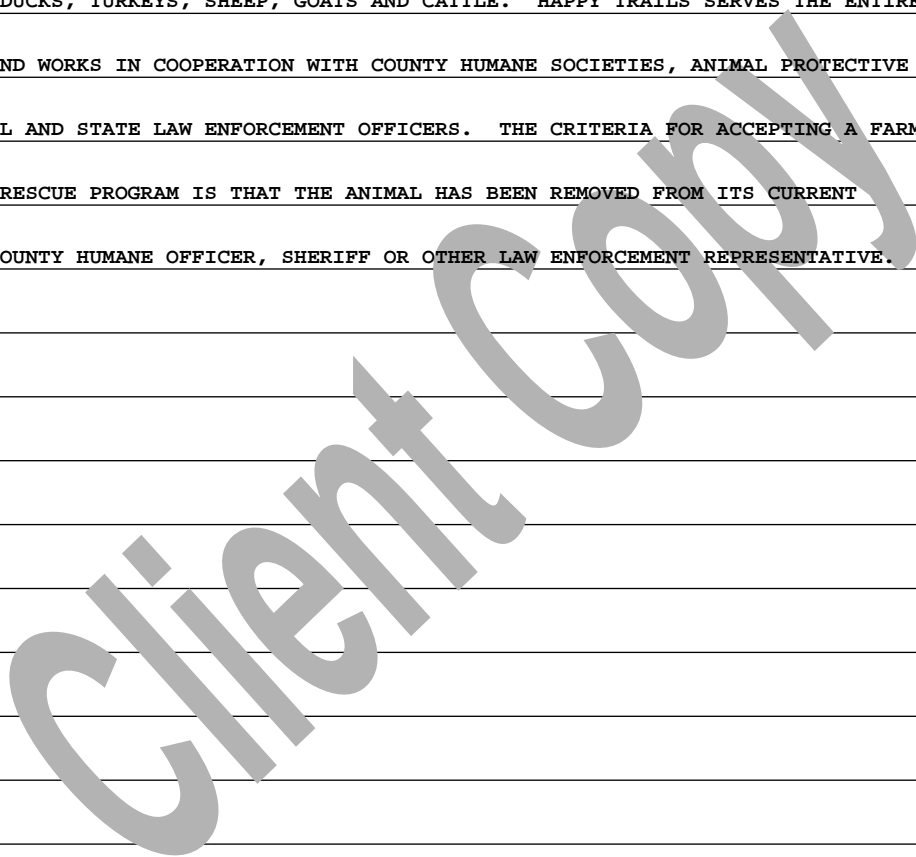 DUCKS, TURKEYS, SHEEP, GOATS AND CATTLE. HAPPY TRAILS SERVES THE ENTIRE
ND WORKS IN COOPERATION WITH COUNTY HUMANE SOCIETIES, ANIMAL PROTECTIVE
L AND STATE LAW ENFORCEMENT OFFICERS. THE CRITERIA FOR ACCEPTING A FARM
RESCUE PROGRAM IS THAT THE ANIMAL HAS BEEN REMOVED FROM ITS CURRENT
OUNTY HUMANE OFFICER, SHERIFF OR OTHER LAW ENFORCEMENT REPRESENTATIVE.
Client Copy